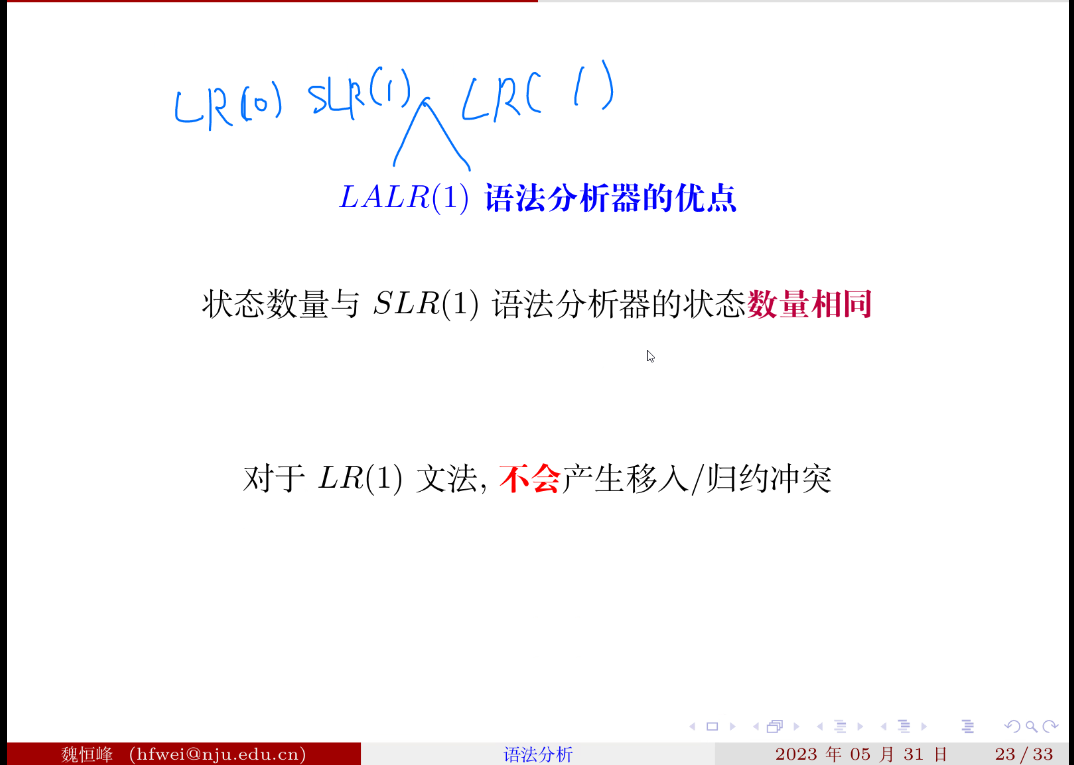 LR(0) SLR(1) LR(1)
LALR(1) 语法分析器的优点
状态数量与 SLR(1) 语法分析器的状态数量相同
对于 LR(1) 文法, 不会产生移入/归约冲突
魏恒峰 (hfwei@nju.edu.cn) 语法分析 2023 年 05 月 31 日 23 / 33